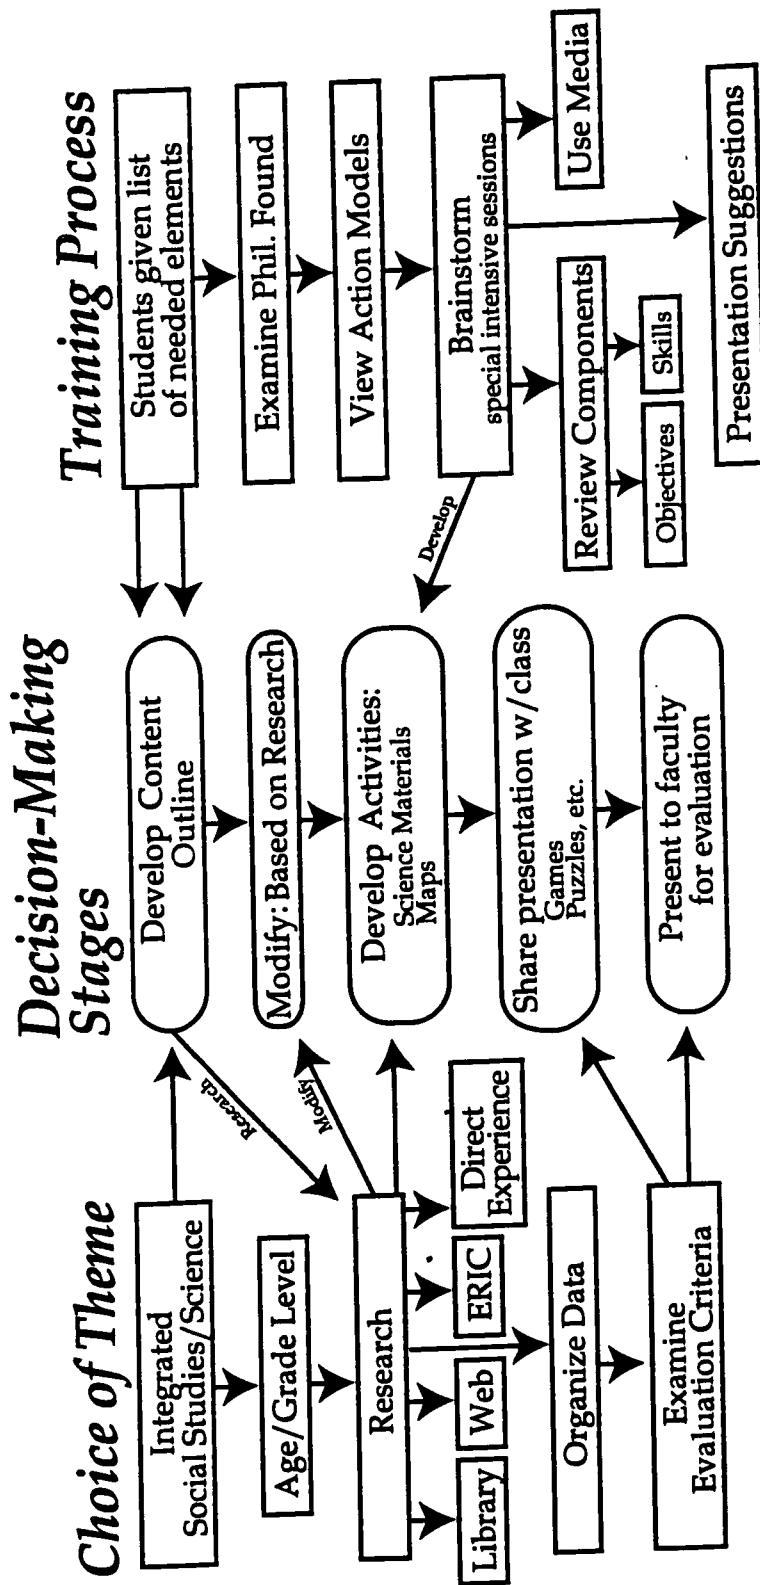 Choice of Theme
Integrated
Social Studies/Science
Age/Grade Level
Research
Library
Web
ERIC
Direct
Experience
Organize Data
Examine
Evaluation Criteria
Decision-Making
Stages
Develop Content
Outline
Research
Modify: Based on Research
Modify
Develop Activities:
Science Materials
Maps
Share presentation w/class
Games
Puzzles, etc.
Present to faculty
for evaluation
Training Process
Students given list
of needed elements
Examine Phil. Found
View Action Models
Brainstorm
special intensive sessions
Develop
Review Components
Use Media
Objectives
Skills
Presentation Suggestions